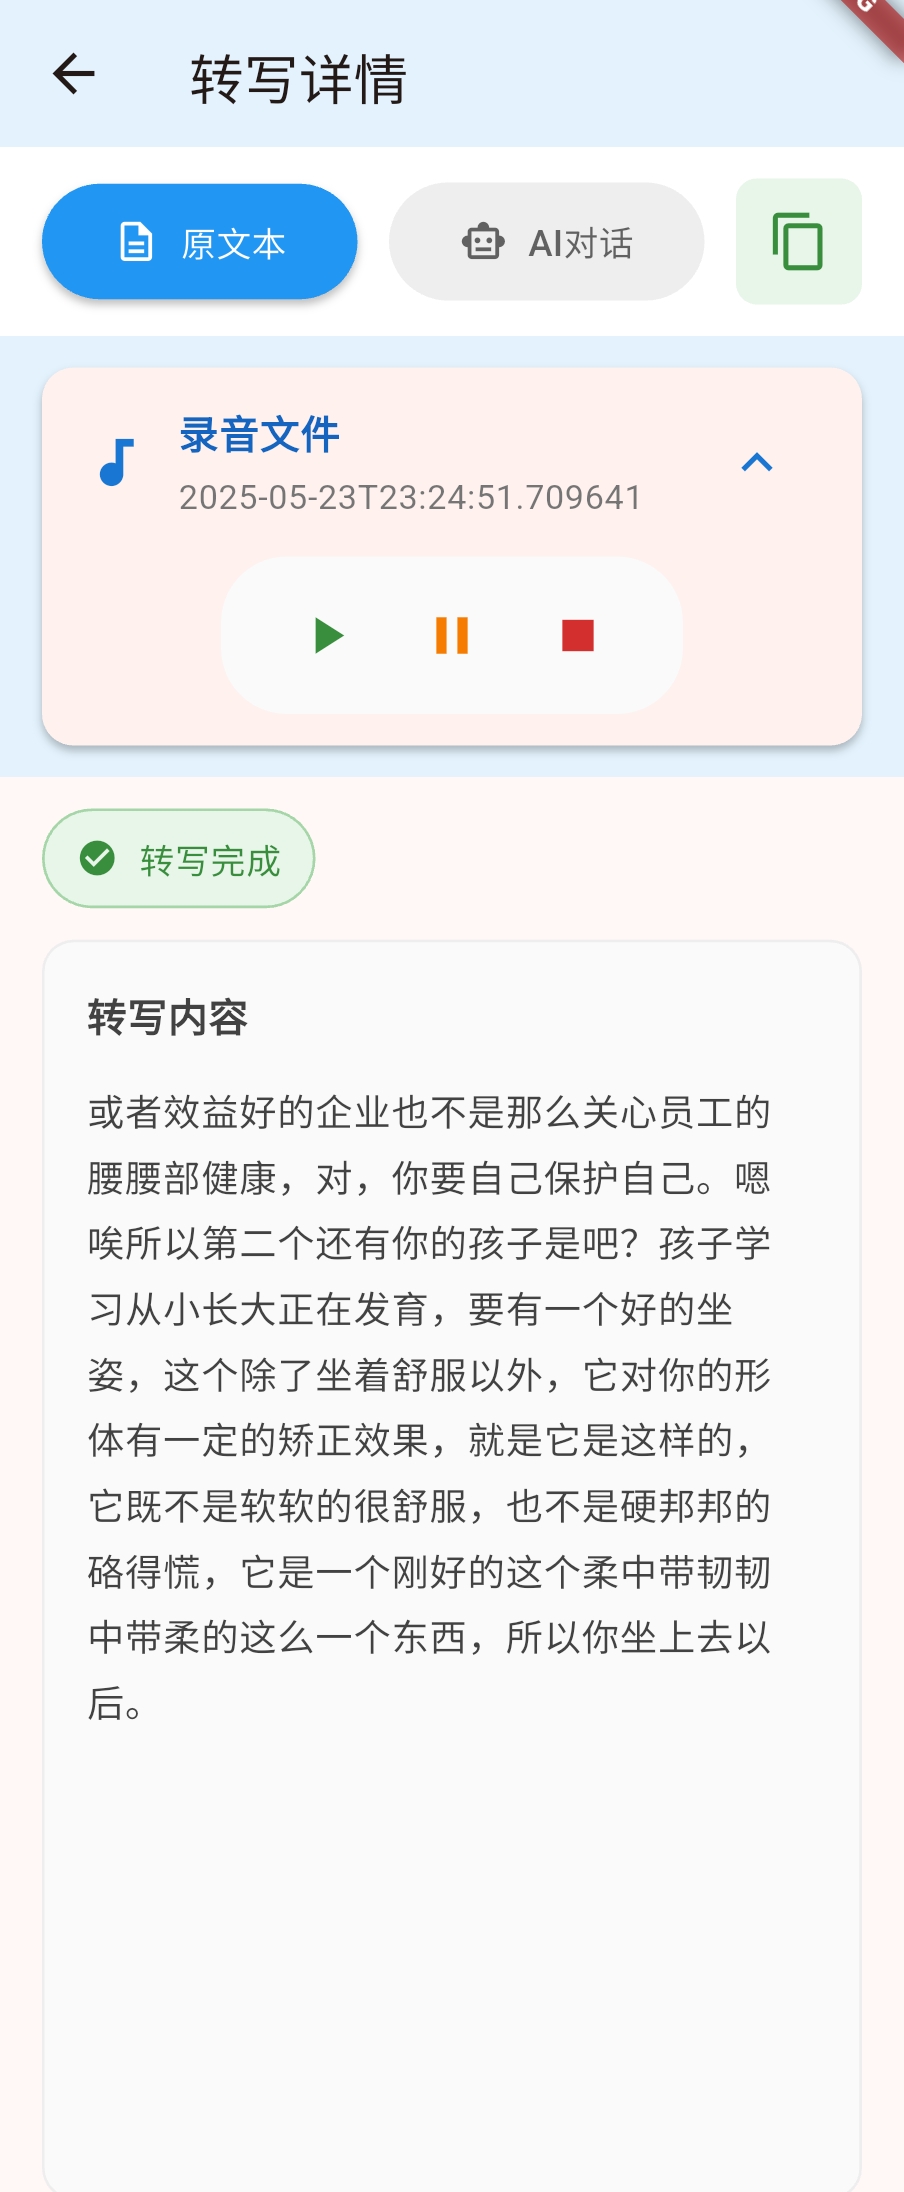 G
转写详情
原文本
AI对话
录音文件
2025-05-23T23:24:51.709641
转写完成
转写内容
或者效益好的企业也不是那么关心员工的
腰腰部健康，对，你要自己保护自己。嗯
唉所以第二个还有你的孩子是吧？孩子学
习从小长大正在发育，要有一个好的坐
姿，这个除了坐着舒服以外，它对你的形
体有一定的矫正效果，就是它是这样的，
它既不是软软的很舒服，也不是硬邦邦的
硌得慌，它是一个刚好的这个柔中带韧韧
中带柔的这么一个东西，所以你坐上去以
后。